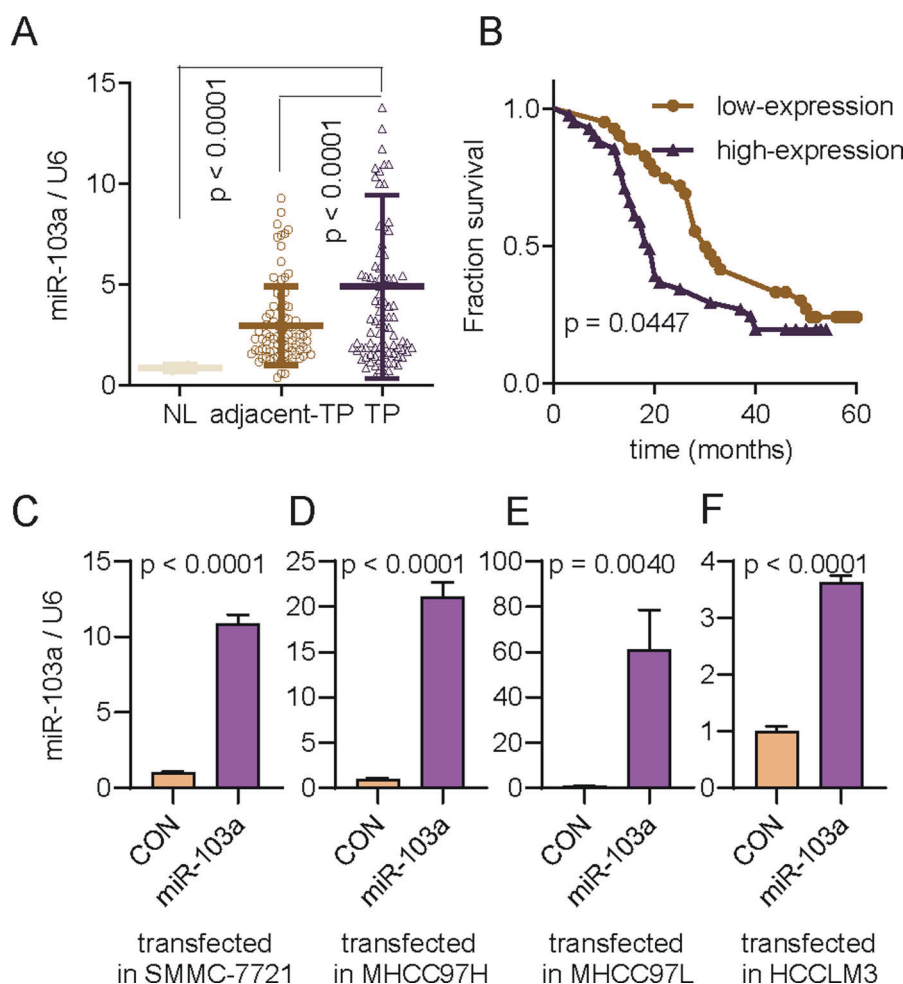 A
miR-103a / U6
15
10
5
0
p < 0.0001
p < 0.0001
NL adjacent-TP TP
B
Fraction survival
1.0
0.5
0.0
low-expression
high-expression
p = 0.0447
0 20 40 60
time (months)
C
miR-103a / U6
15
10
5
0
p < 0.0001
CON
miR-103a
transfected
in SMMC-7721
D
25
20
15
10
5
0
p < 0.0001
CON
miR-103a
transfected
in MHCC97H
E
100
80
60
40
20
0
p = 0.0040
CON
miR-103a
transfected
in MHCC97L
F
4
3
2
1
0
p < 0.0001
CON
miR-103a
transfected
in HCCLM3